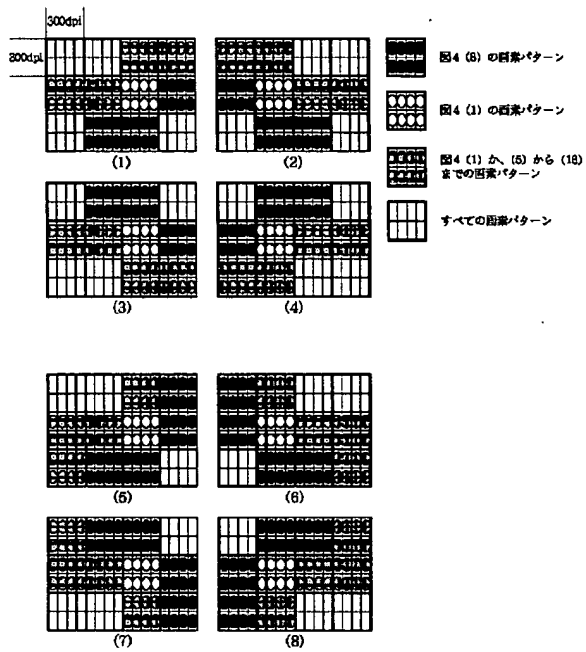 300dpi
300dpi
(1)
(2)
図4 (8) の画素パターン
図4 (1) の画素パターン
図4 (1) か、(5) から (18)
までの画素パターン
すべての画素パターン
(3)
(4)
(5)
(6)
(7)
(8)